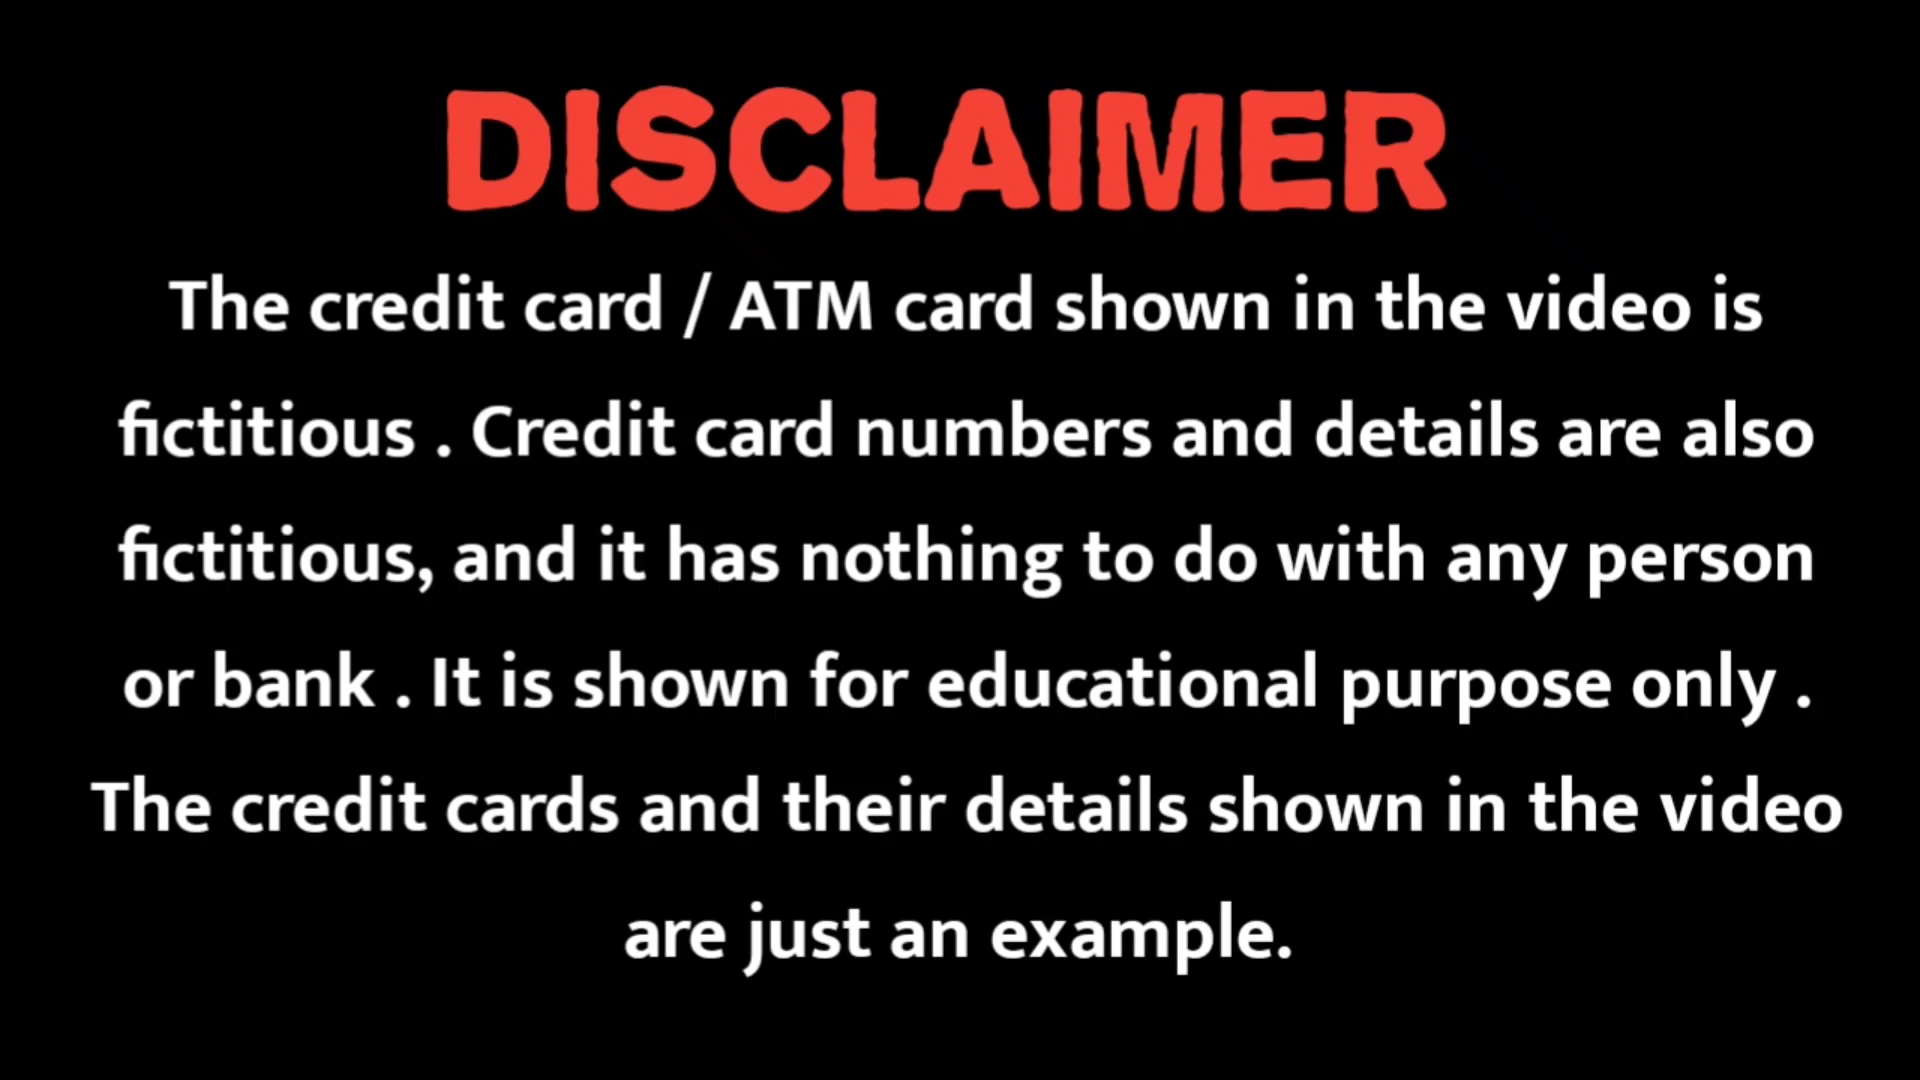 DISCLAIMER
The credit card / ATM card shown in the video is
fictitious . Credit card numbers and details are also
fictitious, and it has nothing to do with any person
or bank . It is shown for educational purpose only .
The credit cards and their details shown in the video
are just an example.